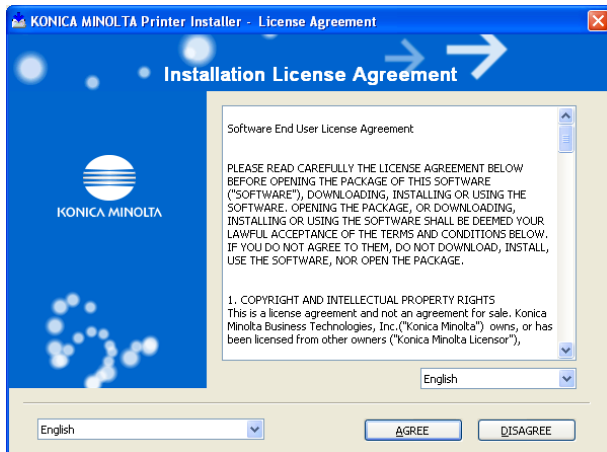 KONICA MINOLTA Printer Installer - License Agreement
Installation License Agreement
KONICA MINOLTA
Software End User License Agreement
PLEASE READ CAREFULLY THE LICENSE AGREEMENT BELOW
BEFORE OPENING THE PACKAGE OF THIS SOFTWARE
("SOFTWARE"), DOWNLOADING, INSTALLING OR USING THE
SOFTWARE. OPENING THE PACKAGE, OR DOWNLOADING,
INSTALLING OR USING THE SOFTWARE SHALL BE DEEMED YOUR
LAWFUL ACCEPTANCE OF THE TERMS AND CONDITIONS BELOW.
IF YOU DO NOT AGREE TO THEM, DO NOT DOWNLOAD, INSTALL,
USE THE SOFTWARE, NOR OPEN THE PACKAGE.
1. COPYRIGHT AND INTELLECTUAL PROPERTY RIGHTS
This is a license agreement and not an agreement for sale. Konica
Minolta Business Technologies, Inc.("Konica Minolta") owns, or has
been licensed from other owners ("Konica Minolta Licensor"),
English
English
AGREE
DISAGREE